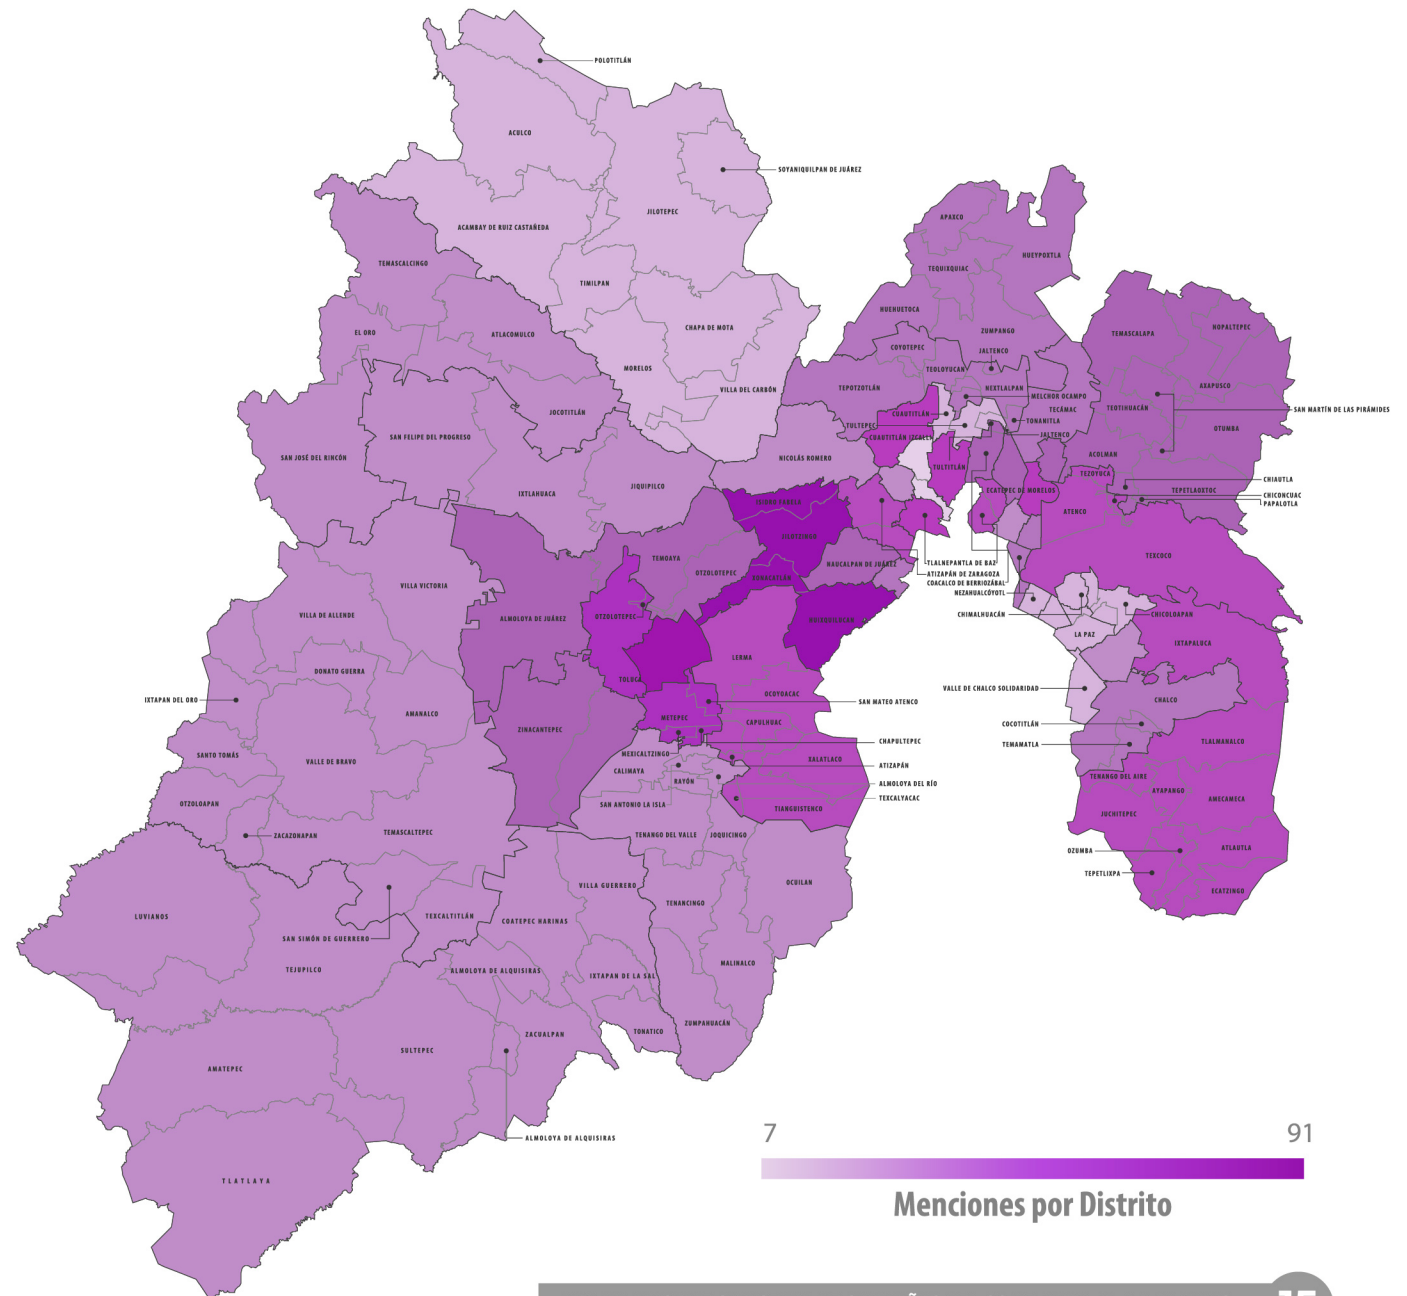 POLOTITLÁN
ACULCO
SOYANIQUILPAN DE JUÁREZ
JILOTEPEC
ACAMBAY DE RUIZ CASTAÑEDA
APAXCO
HUEYPOXTLA
TEMASCALCINGO
TEQUIXQUIAC
TIMILPAN
HUEHUETOCA
CHAPA DE MOTA
HOPALTEPEC
EL ORO
ATLACOMULCO
ZUMPANGO
TEMASCALAPA
COYOTEPEC
JALTENCO
MORELOS
TEOLOYUCAN
VILLA DEL CARBÓN
TEPOTZOTLÁN
NEXTLALPAN
AXAPUSCO
MELCHOR OCAMPO
JOCOTITLÁN
CUAUTITLÁN
TECÁMAC
TEOTIHUACÁN
SAN MARTÍN DE LAS PIRÁMIDES
TULTEPEC
TONANITLA
OTUMBA
SAN FELIPE DEL PROGRESO
CUAUTITLÁN IZCOLLI
JALTENCO
SAN JOSÉ DEL RINCÓN
NICOLÁS ROMERO
ACOLMAN
TULTITLÁN
TEZOYUCA
CHIAUTLA
JIQUIPILCO
IXTLAHUACA
ECATEPEC DE MORELOS
TEPETLAOXTOC
CHICONCUAC
PAPALOTLA
ISIDRO FABELA
ATENCO
JILOTZINGO
TEXCOCO
TEMOAYA
NAUCALPAN DE JUÁREZ
TLALNEPANTLA DE BAZ
OTZOLOTEPEC
ATIZAPÁN DE ZARAGOZA
COACALCO DE BERRIOZÁBAL
VILLA VICTORIA
NEZAHUALCÓYOTL
VILLA DE ALLENDE
ALMOLOYA DE JUÁREZ
OTZOLOTEPEC
HUIXQUILUCAN
CHIMALHUACÁN
CHICOLOAPAN
LA PAZ
IXTAPALUCA
LERMA
DONATO GUERRA
TOLUCA
VALLE DE CHALCO SOLIDARIDAD
OCOYOACAC
IXTAPAN DEL ORO
CHALCO
SAN MATEO ATENCO
AMANALCO
METEPEC
CAPULHUAC
COCOTITLÁN
ZINACANTEPEC
CHAPULTEPEC
TEMAMATLA
TLALMANALCO
SANTO TOMÁS
MEXICALTZINGO
VALLE DE BRAVO
XALATLACO
ATIZAPÁN
CALIMAYA
TENANGO DEL AIRE
RAYÓN
ALMOLOYA DEL RÍO
AYAPANGO
OTZOLOAPAN
SAN ANTONIO LA ISLA
TEXCALYACAC
AMECAMECA
TIANGUISTENCO
JUCHITEPEC
ZACAZONAPAN
TEMASCALTEPEC
TENANGO DEL VALLE
JOQUICINGO
OZUMBA
ATLAUTLA
TEPETLIXPA
VILLA GUERRERO
OCUILAN
ECATZINGO
TENANCINGO
LUVIANOS
TEXCALTITLÁN
COATEPEC HARINAS
SAN SIMÓN DE GUERRERO
MALINALCO
TEJUPILCO
ALMOLOYA DE ALQUISIRAS
IXTAPAN DE LA SAL
ZUMPAHUACÁN
TONATICO
ZACUALPAN
SULTEPEC
AMATEPEC
ALMOLOYA DE ALQUISIRAS
TLATLAYA
7 91
Menciones por Distrito